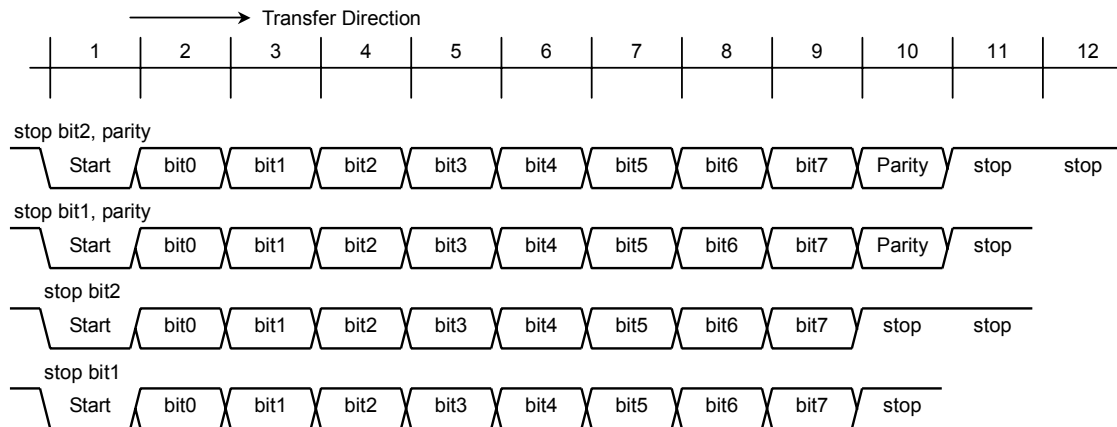 Transfer Direction
1 2 3 4 5 6 7 8 9 10 11 12
stop bit2, parity
Start bit0 bit1 bit2 bit3 bit4 bit5 bit6 bit7 Parity stop stop
stop bit1, parity
Start bit0 bit1 bit2 bit3 bit4 bit5 bit6 bit7 Parity stop
stop bit2
Start bit0 bit1 bit2 bit3 bit4 bit5 bit6 bit7 stop stop
stop bit1
Start bit0 bit1 bit2 bit3 bit4 bit5 bit6 bit7 stop